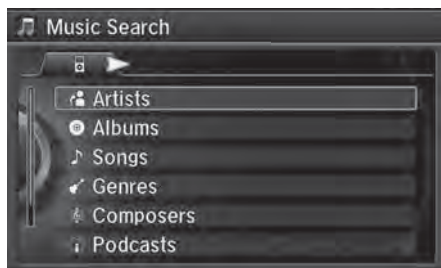 Music Search
Artists
Albums
Songs
Genres
Composers
Podcasts